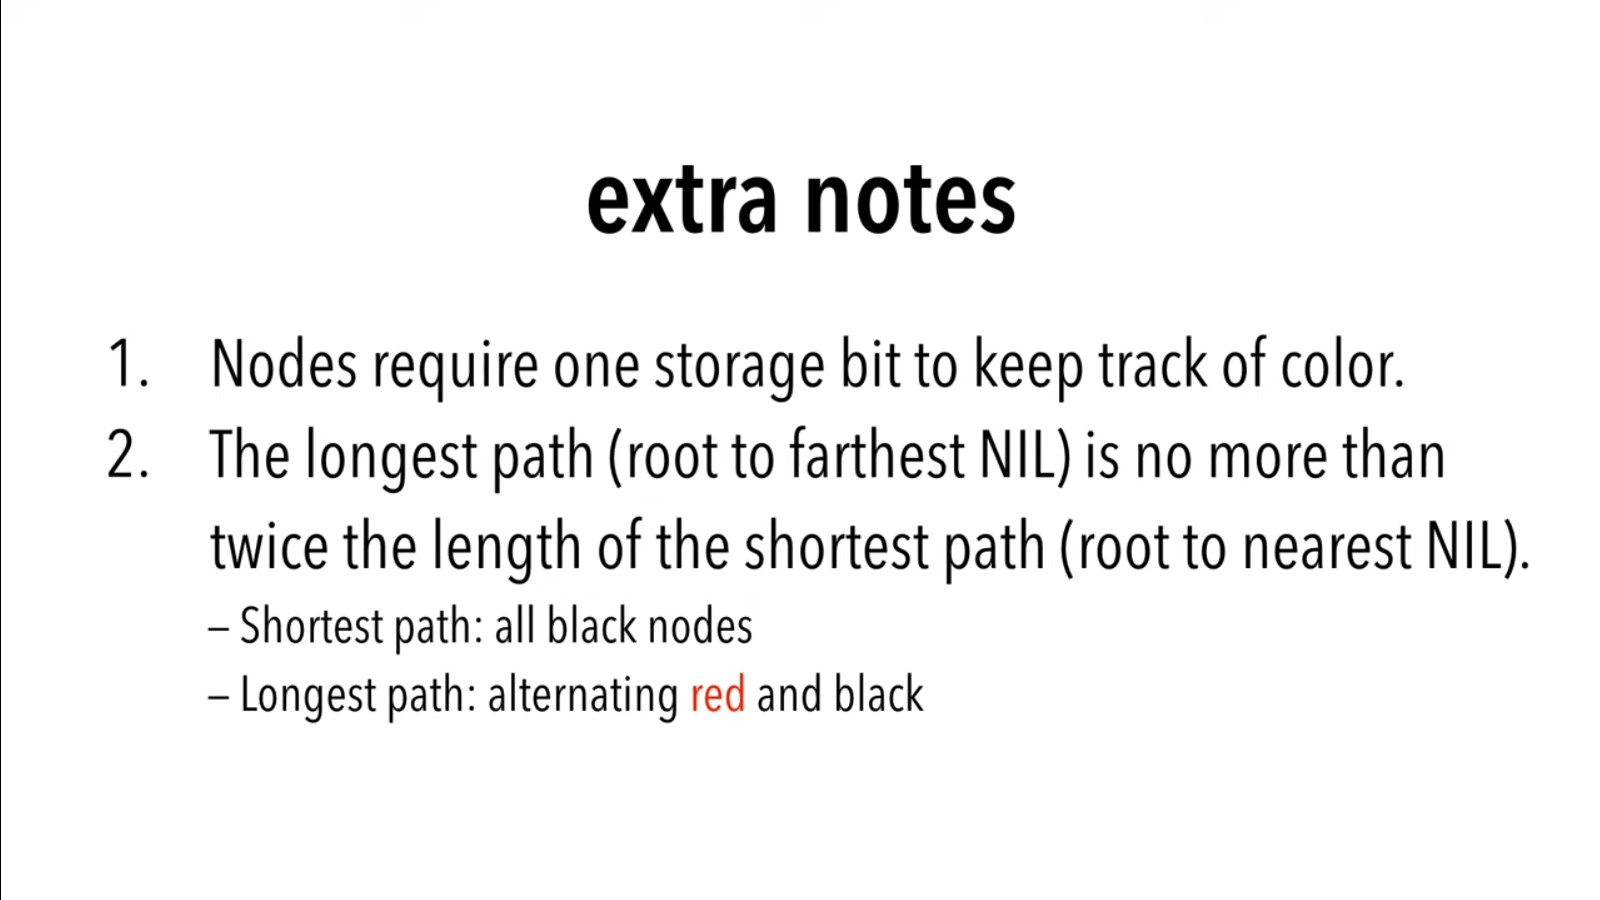 extra notes
1. Nodes require one storage bit to keep track of color.
2. The longest path (root to farthest NIL) is no more than
twice the length of the shortest path (root to nearest NIL).
– Shortest path: all black nodes
– Longest path: alternating red and black